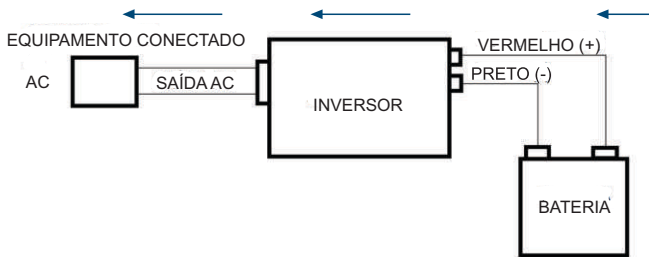 EQUIPAMENTO CONECTADO
AC
SAÍDA AC
INVERSOR
VERMELHO (+)
PRETO (-)
BATERIA